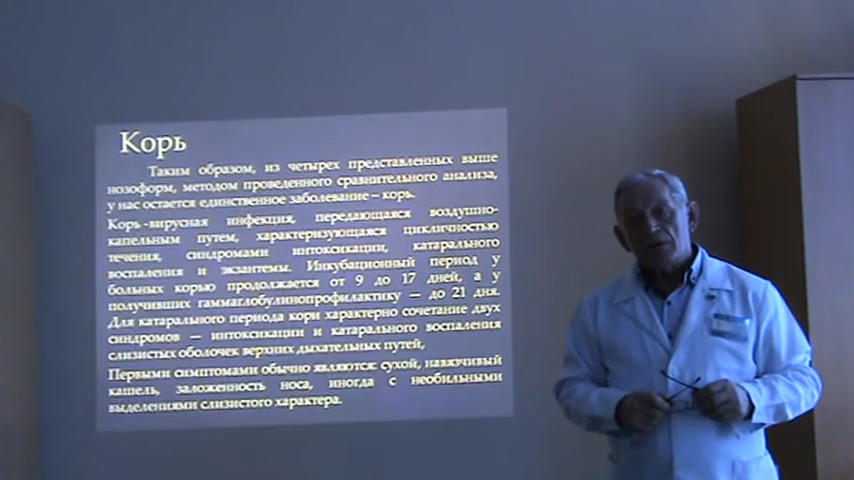 Корь
Таким образом, из четырех представленных выше
нозоформ, методом проведенного сравнительного анализа,
у нас остается единственное заболевание – корь.
Корь -вирусная инфекция, передающаяся воздушно-
капельным путем, характеризующаяся цикличностью
течения, синдромами интоксикации, катарального
воспаления и экзантемы. Инкубационный период у
больных корью продолжается от 9 до 17 дней, а у
получивших гаммаглобулинопрофилактику — до 21 дня.
Для катарального периода кори характерно сочетание двух
синдромов — интоксикации и катарального воспаления
слизистых оболочек верхних дыхательных путей,
Первыми симптомами обычно являются: сухой, навязчивый
кашель, заложенность носа, иногда с необильными
выделениями слизистого характера.